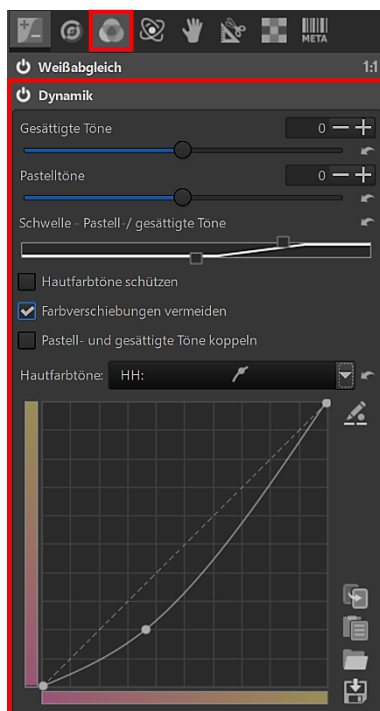 META
Weißabgleich 1:1
Dynamik
Gesättigte Töne 0
Pastelltöne 0
Schwelle - Pastell-/ gesättigte Töne
Hautfarbtöne schützen
Farbverschiebungen vermeiden
Pastell- und gesättigte Töne koppeln
Hautfarbtöne: HH: